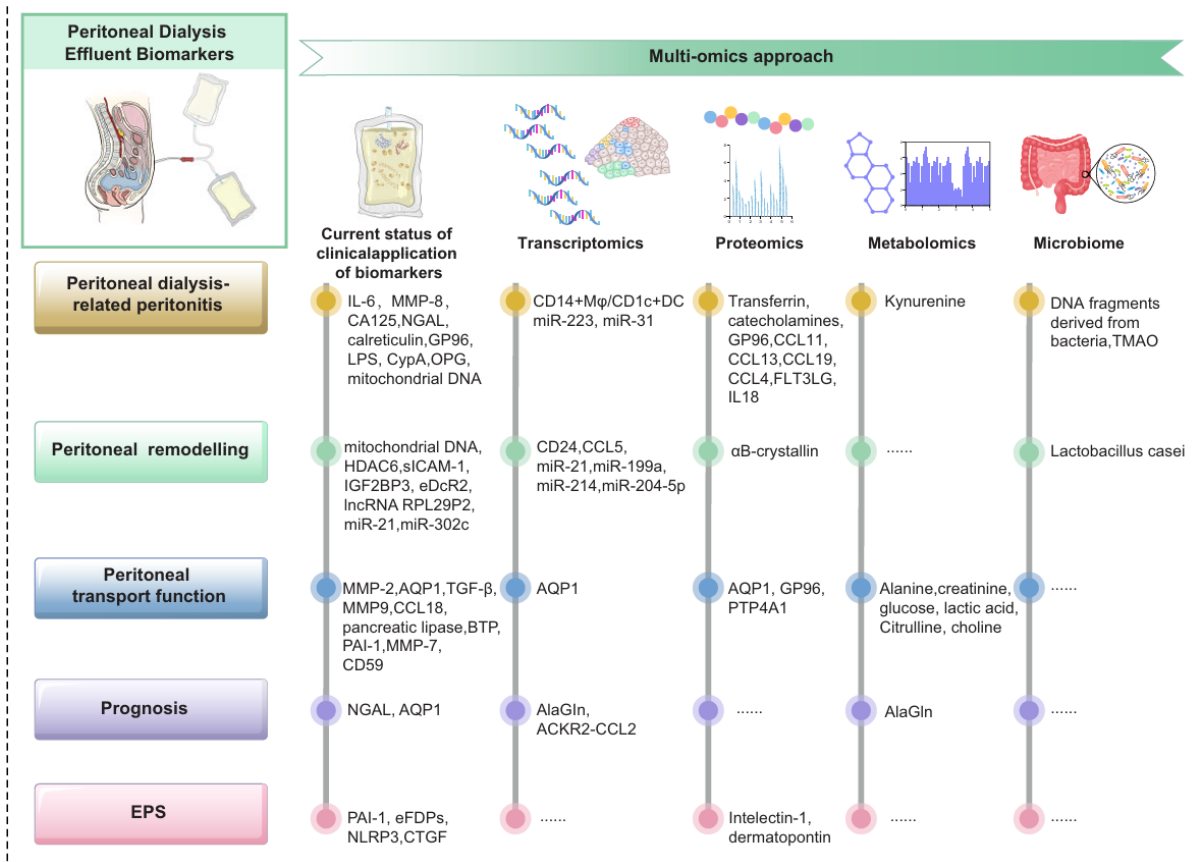 Peritoneal Dialysis
Effluent Biomarkers
Multi-omics approach
Current status of
clinicalapplication
of biomarkers
Transcriptomics
Proteomics
Metabolomics
Microbiome
Peritoneal dialysis-
related peritonitis
IL-6, MMP-8,
CA125,NGAL,
calreticulin,GP96,
LPS, CypA,OPG,
mitochondrial DNA
CD14+Mφ/CD1c+DC
miR-223, miR-31
Transferrin,
catecholamines,
GP96,CCL11,
CCL13,CCL19,
CCL4,FLT3LG,
IL18
Kynurenine
DNA fragments
derived from
bacteria,TMAO
Peritoneal remodelling
mitochondrial DNA,
HDAC6,sICAM-1,
IGF2BP3, eDcR2,
lncRNA RPL29P2,
miR-21,miR-302c
CD24,CCL5,
miR-21,miR-199a,
miR-214,miR-204-5p
αB-crystallin
······
Lactobacillus casei
Peritoneal
transport function
MMP-2,AQP1,TGF-β,
MMP9,CCL18,
pancreatic lipase,BTP,
PAI-1,MMP-7,
CD59
AQP1
AQP1, GP96,
PTP4A1
Alanine,creatinine,
glucose, lactic acid,
Citrulline, choline
······
Prognosis
NGAL, AQP1
AlaGln,
ACKR2-CCL2
······
AlaGln
······
EPS
PAI-1, eFDPs,
NLRP3,CTGF
······
Intelectin-1,
dermatopontin
······
······